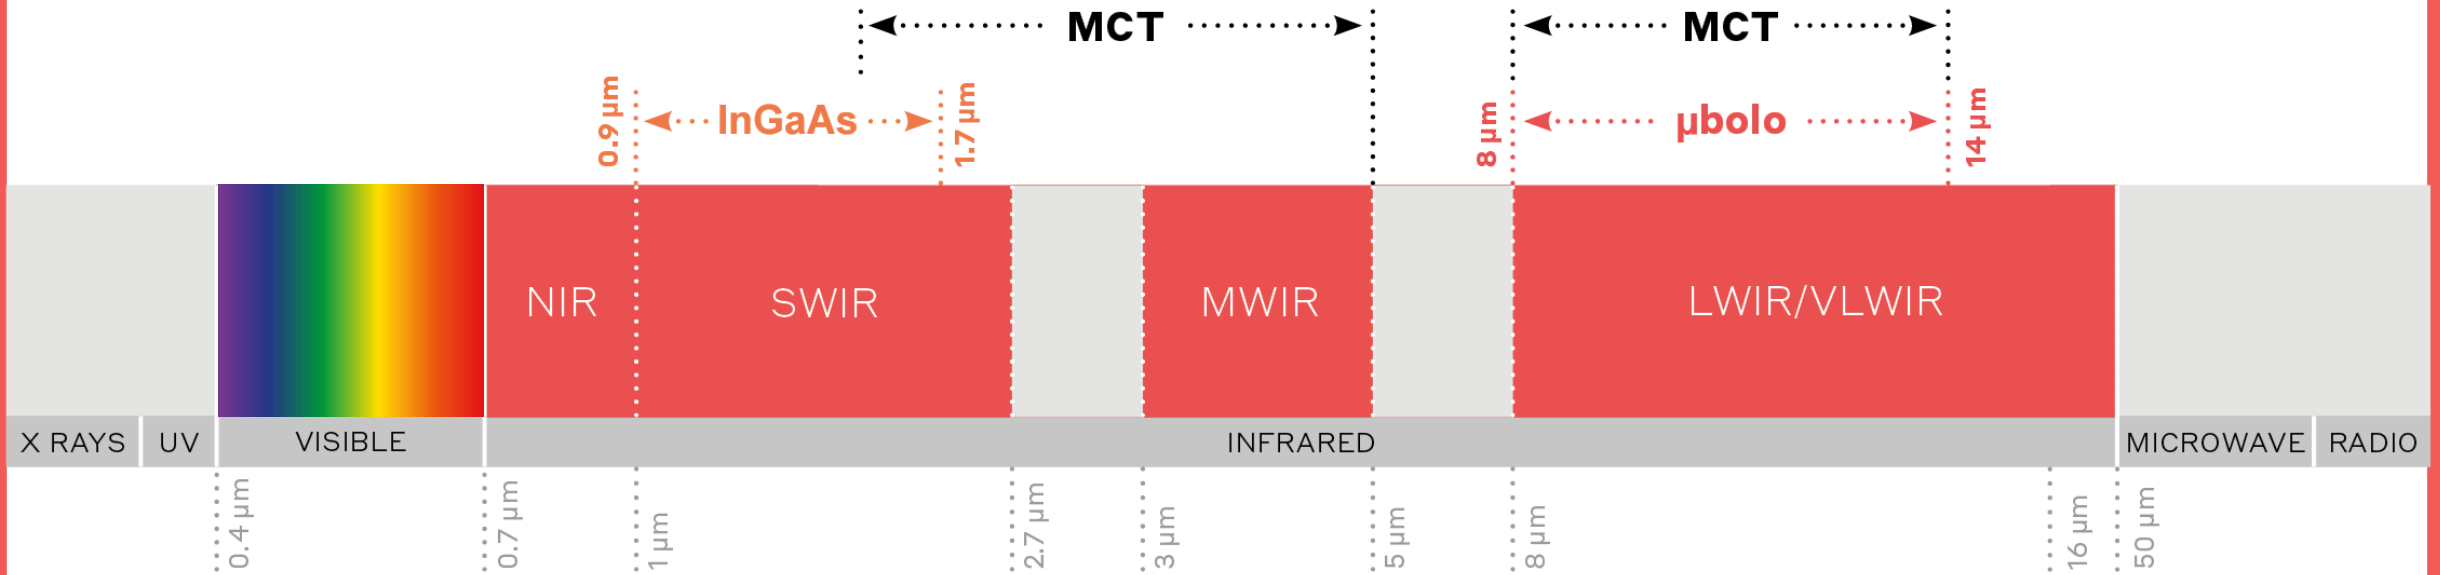 MCT
MCT
0.9 µm
InGaAs
1.7 µm
8 µm
µbolo
14 µm
NIR
SWIR
MWIR
LWIR/VLWIR
X RAYS
UV
VISIBLE
INFRARED
MICROWAVE
RADIO
0.4 µm
0.7 µm
1 µm
2.7 µm
3 µm
5 µm
8 µm
16 µm
50 µm